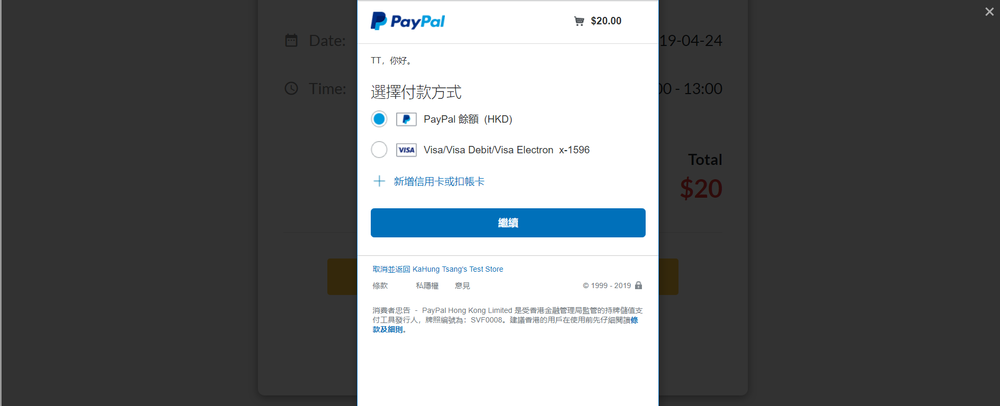 PayPal
$20.00
Date:
19-04-24
TT，你好。
Time:
00 - 13:00
選擇付款方式
PayPal 餘額 (HKD)
VISA Visa/Visa Debit/Visa Electron x-1596
Total
$20
新增信用卡或扣帳卡
繼續
取消並返回 KaHung Tsang's Test Store
條款 私隱權 意見 © 1999 - 2019
消費者忠告 - PayPal Hong Kong Limited 是受香港金融管理局監管的持牌儲值支
付工具發行人，牌照編號為：SVF0008。建議香港的用戶在使用前先仔細閱讀條
款及細則。